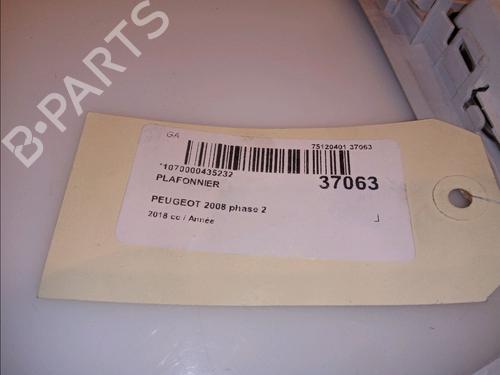 B-PARTS
GA
75120401 37063
*1070000435232
PLAFONNIER
37063
PEUGEOT 2008 phase 2
2018 cc / Année